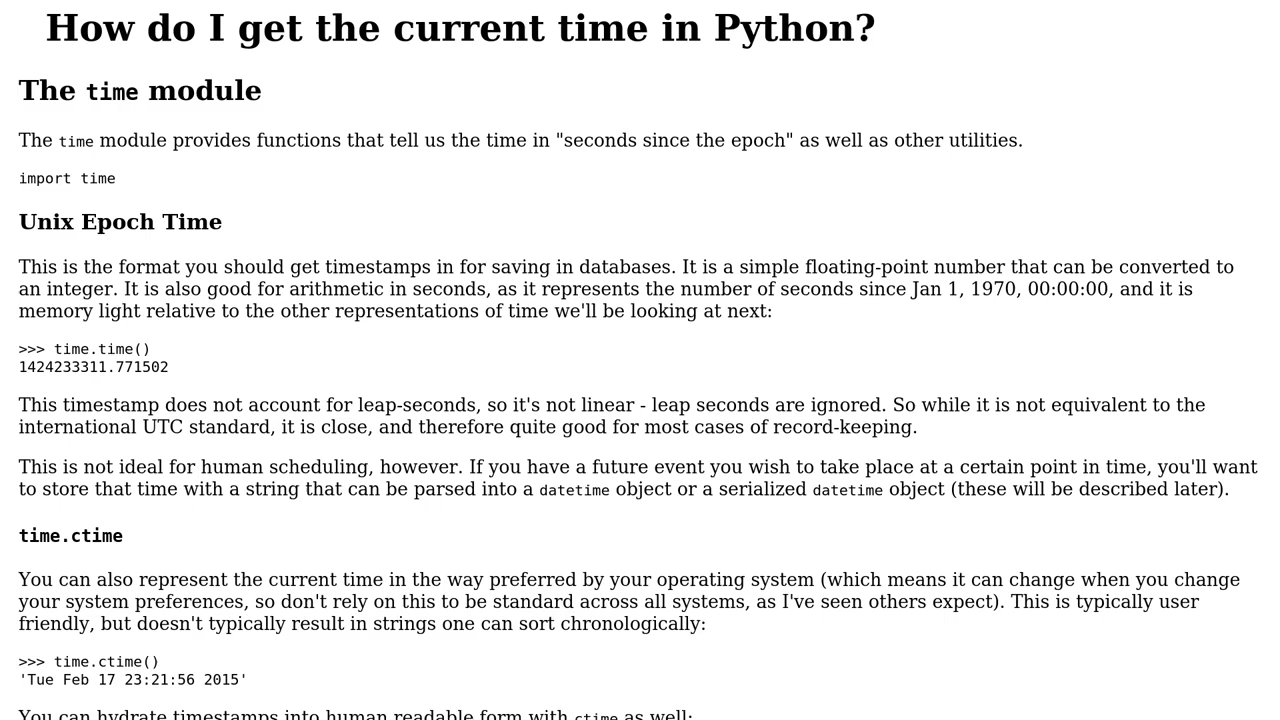 How do I get the current time in Python?
The time module
The time module provides functions that tell us the time in "seconds since the epoch" as well as other utilities.
import time
Unix Epoch Time
This is the format you should get timestamps in for saving in databases. It is a simple floating-point number that can be converted to
an integer. It is also good for arithmetic in seconds, as it represents the number of seconds since Jan 1, 1970, 00:00:00, and it is
memory light relative to the other representations of time we'll be looking at next:
>>> time.time()
1424233311.771502
This timestamp does not account for leap-seconds, so it's not linear - leap seconds are ignored. So while it is not equivalent to the
international UTC standard, it is close, and therefore quite good for most cases of record-keeping.
This is not ideal for human scheduling, however. If you have a future event you wish to take place at a certain point in time, you'll want
to store that time with a string that can be parsed into a datetime object or a serialized datetime object (these will be described later).
time.ctime
You can also represent the current time in the way preferred by your operating system (which means it can change when you change
your system preferences, so don't rely on this to be standard across all systems, as I've seen others expect). This is typically user
friendly, but doesn't typically result in strings one can sort chronologically:
>>> time.ctime()
'Tue Feb 17 23:21:56 2015'
You can hydrate timestamps into human readable form with ctime as well: